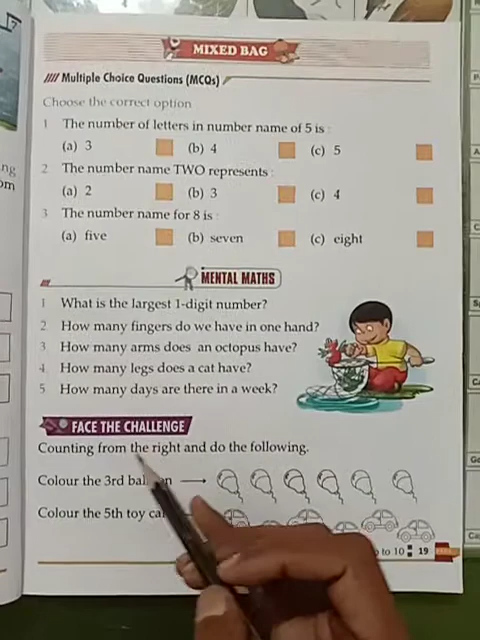 MIXED BAG
Multiple Choice Questions (MCQs)
Choose the correct option
1 The number of letters in number name of 5 is :
(a) 3 (b) 4 (c) 5
2 The number name TWO represents :
(a) 2 (b) 3 (c) 4
3 The number name for 8 is :
(a) five (b) seven (c) eight
MENTAL MATHS
1 What is the largest 1-digit number?
2 How many fingers do we have in one hand?
3 How many arms does an octopus have?
4 How many legs does a cat have?
5 How many days are there in a week?
FACE THE CHALLENGE
Counting from the right and do the following.
Colour the 3rd
Colour the 5th toy
to 10 19